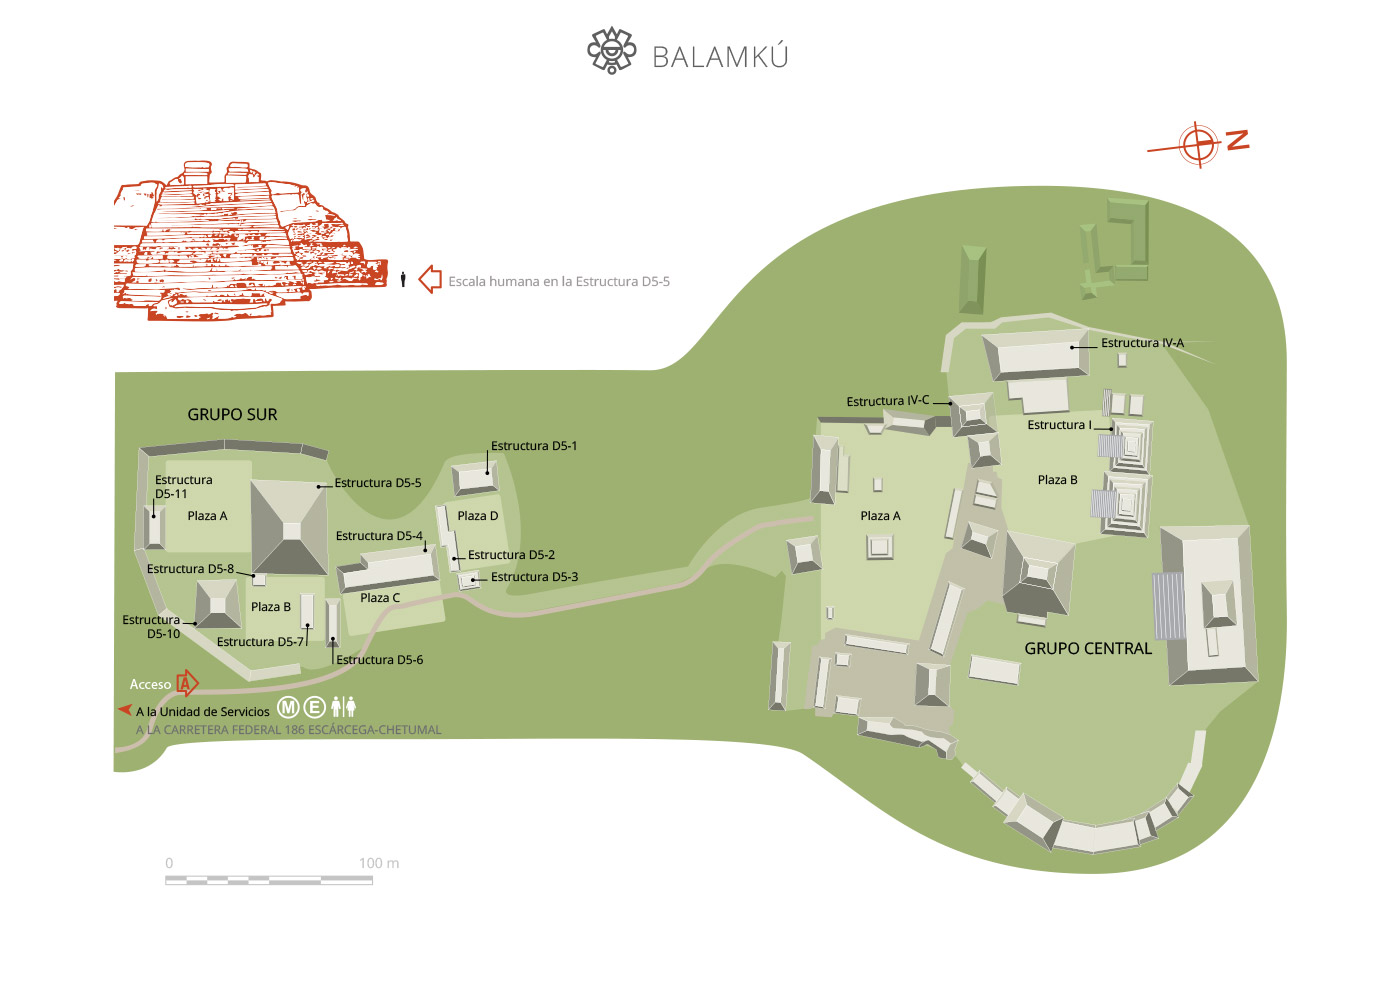 BALAMKÚ
N
Escala humana en la Estructura D5-5
GRUPO SUR
Estructura
D5-11
Plaza A
Estructura D5-5
Estructura D5-1
Plaza D
Estructura D5-4
Estructura D5-2
Estructura D5-3
Estructura D5-8
Plaza B
Plaza C
Estructura
D5-10
Estructura D5-7
Estructura D5-6
Acceso
A
A la Unidad de Servicios
M
E
A LA CARRETERA FEDERAL 186 ESCÁRCEGA-CHETUMAL
Estructura IV-A
Estructura IV-C
Estructura I
Plaza B
Plaza A
GRUPO CENTRAL
0
100 m